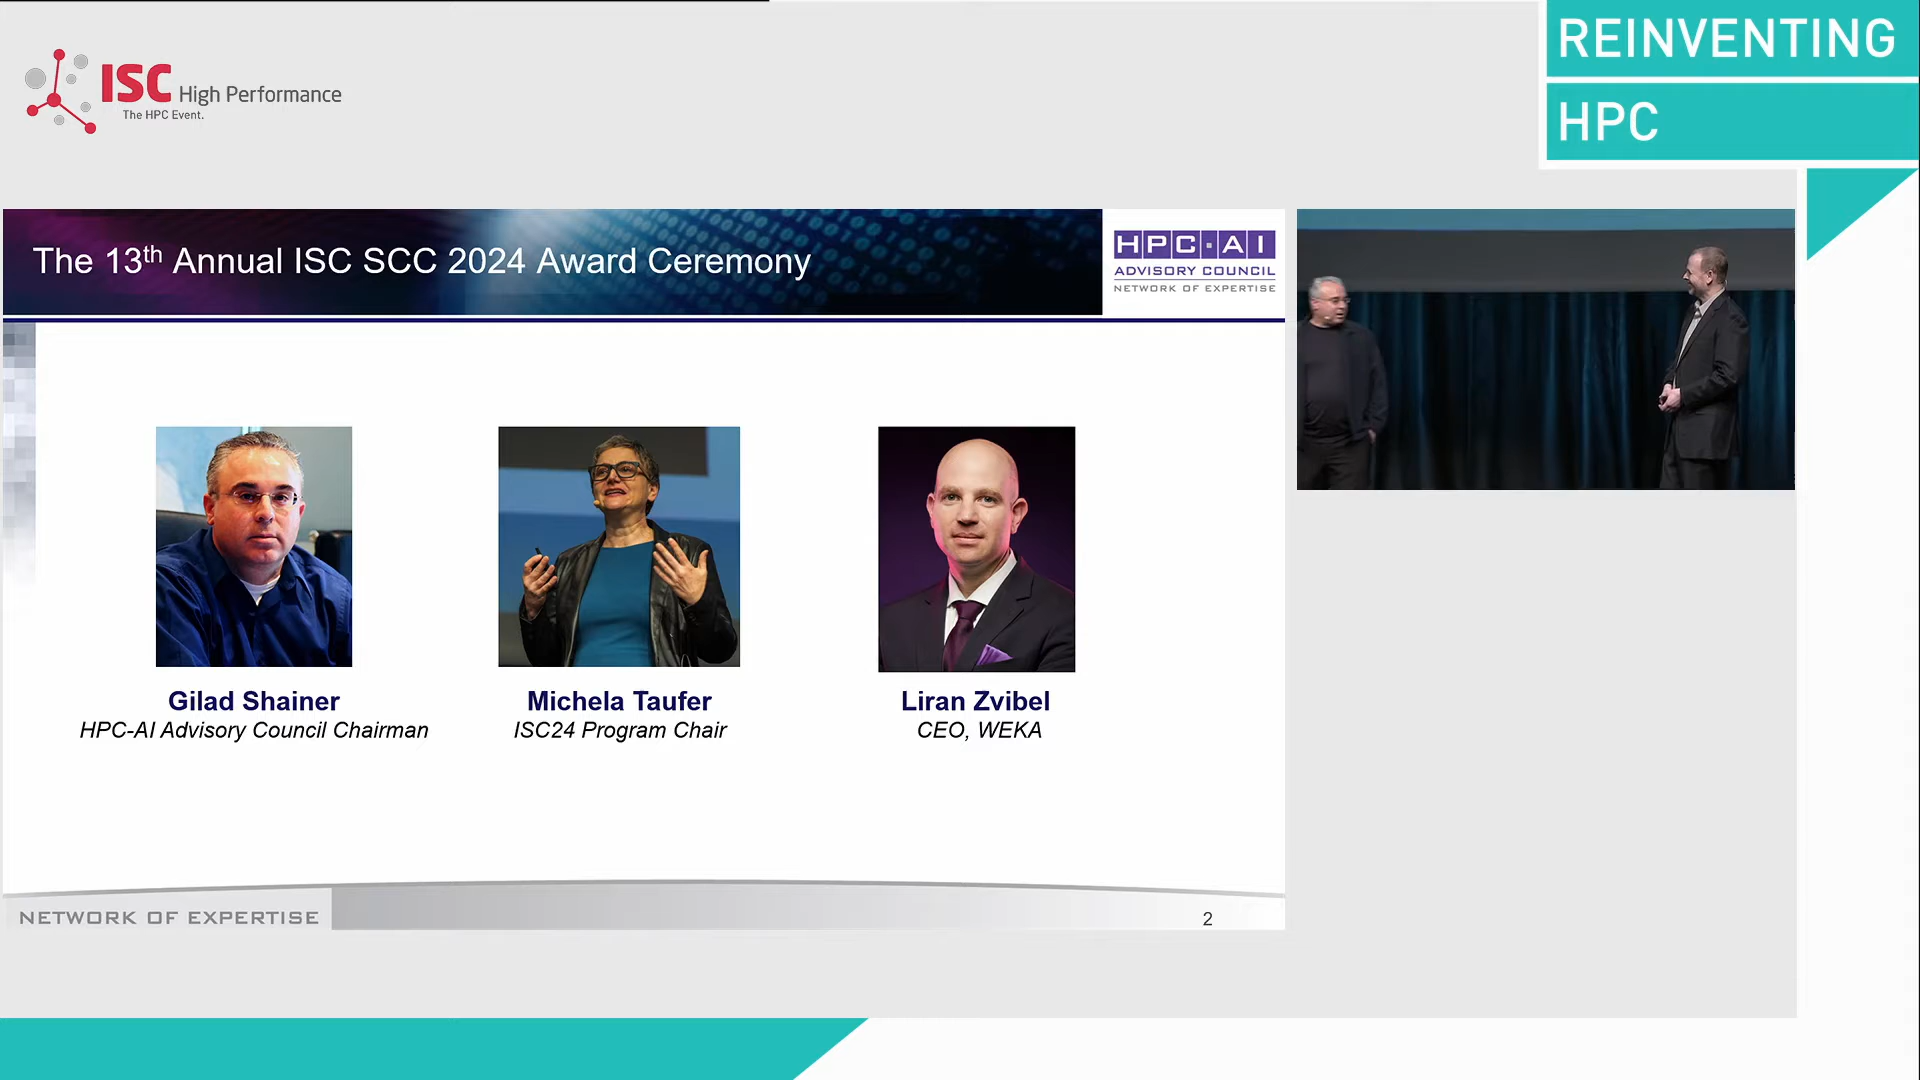 ISC High Performance
The HPC Event.
REINVENTING
HPC
The 13th Annual ISC SCC 2024 Award Ceremony
HPC·AI
ADVISORY COUNCIL
NETWORK OF EXPERTISE
Gilad Shainer
HPC-AI Advisory Council Chairman
Michela Taufer
ISC24 Program Chair
Liran Zvibel
CEO, WEKA
NETWORK OF EXPERTISE
2